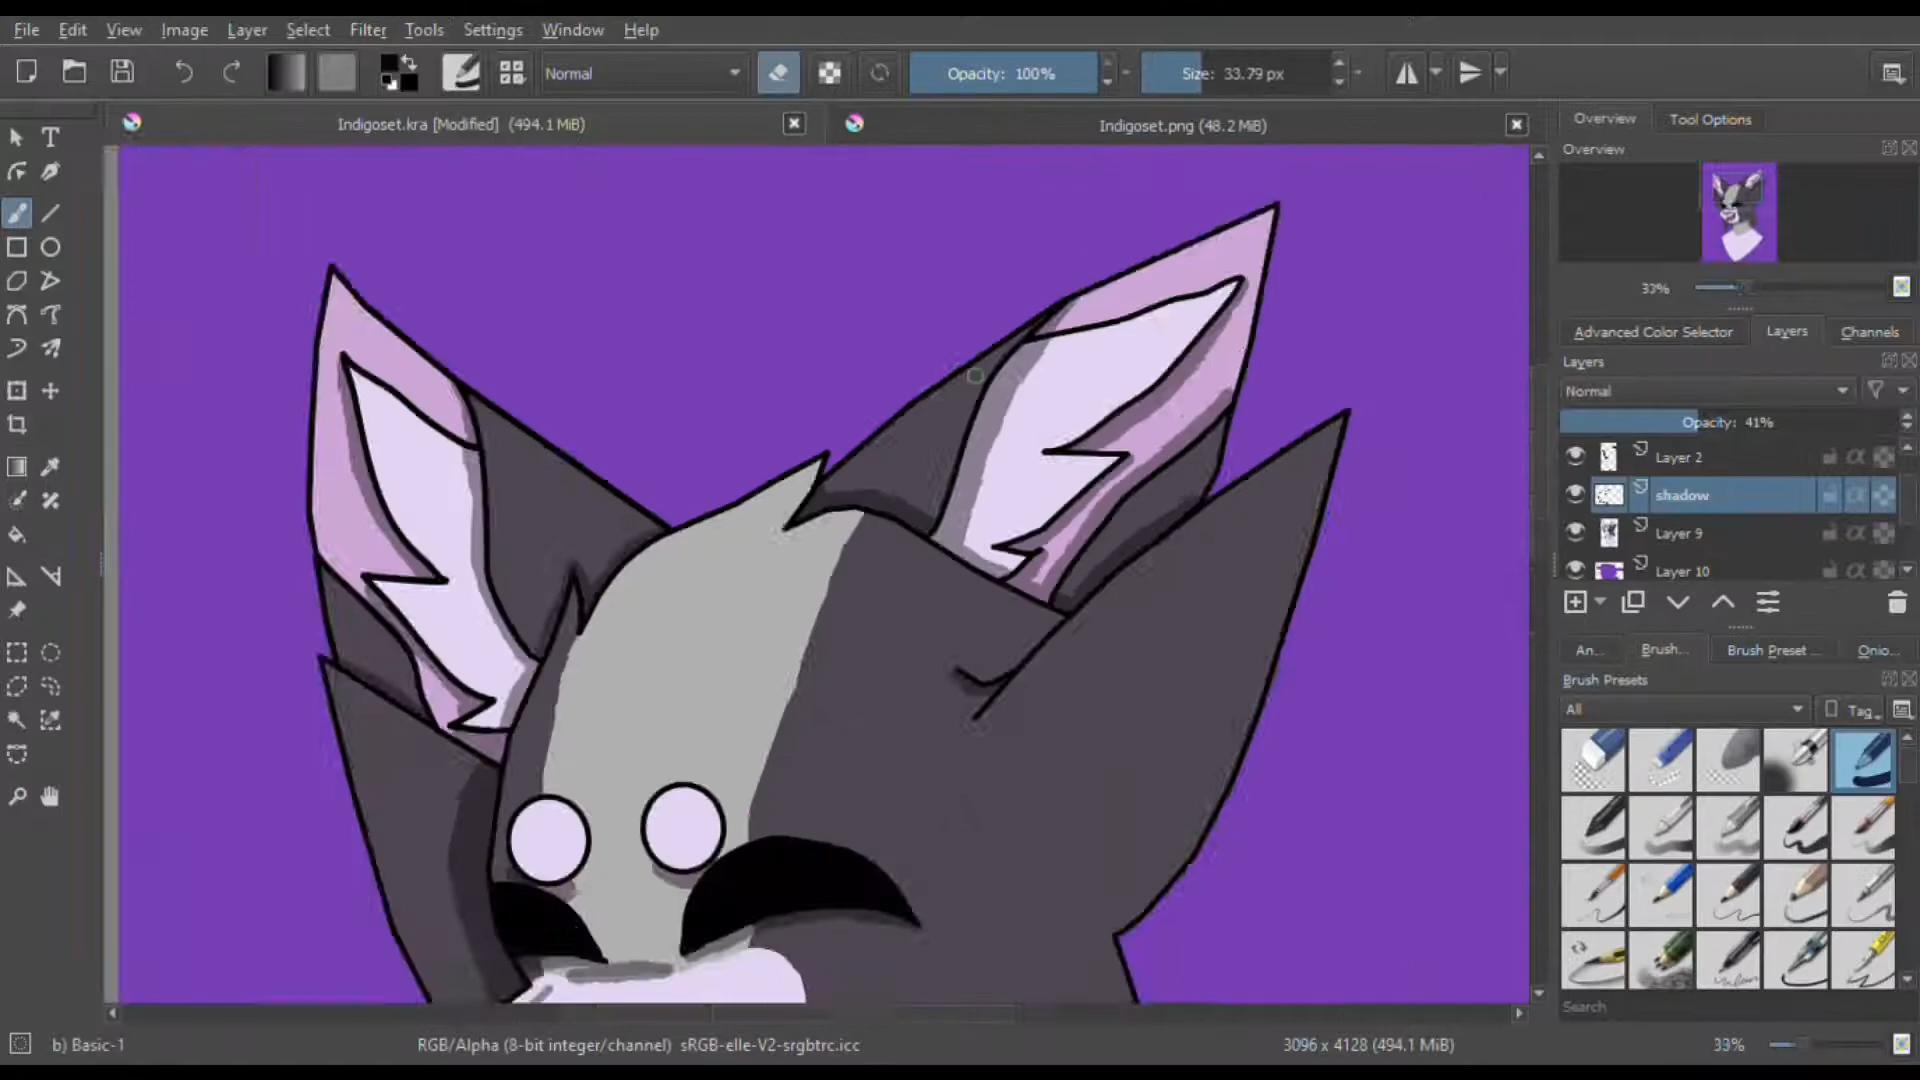 File Edit View Image Layer Select Filter Tools Settings Window Help
Normal
Opacity: 100%
Size: 33.79 px
Indigoset.kra [Modified] (494.1 MiB)
Indigoset.png (48.2 MiB)
Overview
Tool Options
Overview
33%
Advanced Color Selector
Layers
Channels
Layers
Normal
Opacity: 41%
Layer 2
shadow
Layer 9
Layer 10
An...
Brush...
Brush Preset ...
Onio...
Brush Presets
All
Tag
Search
b) Basic-1
RGB/Alpha (8-bit integer/channel) sRGB-elle-V2-srgbtrc.icc
3096 x 4128 (494.1 MiB)
33%